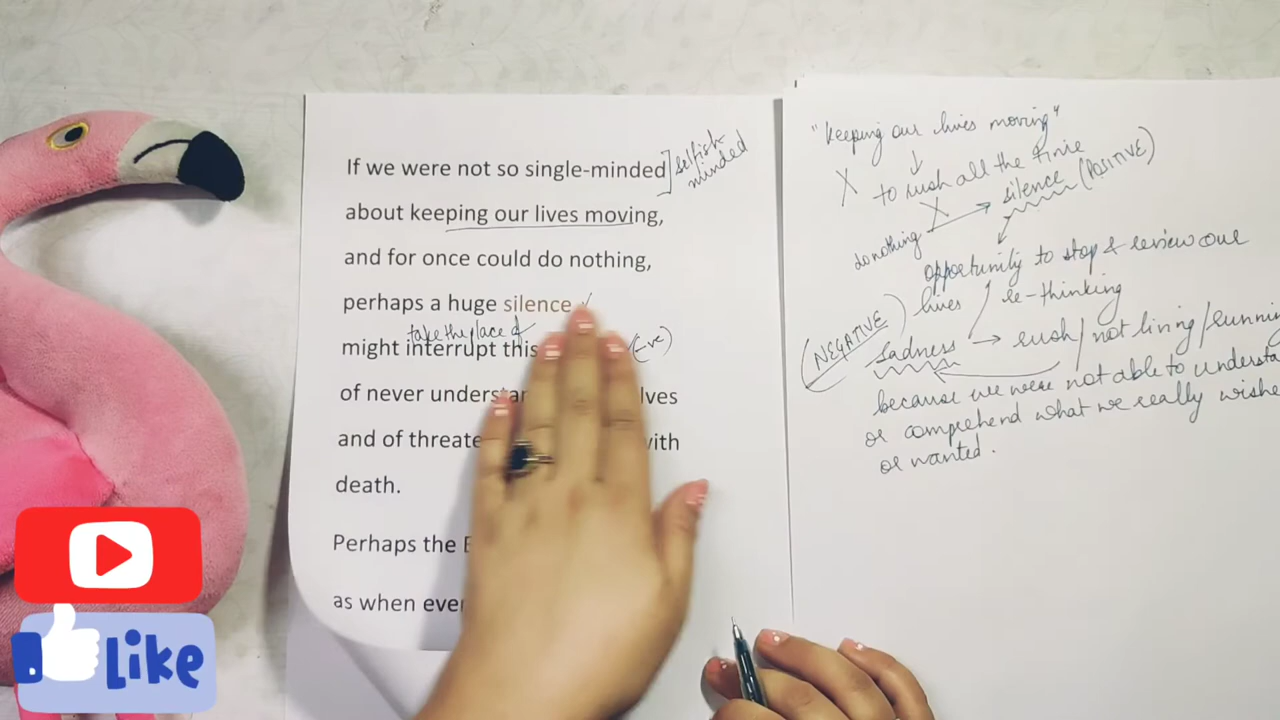 If we were not so single-minded
] selfish
minded
about keeping our lives moving,
and for once could do nothing,
perhaps a huge silence ✓
take the place of
might interrupt this
(-ve)
of never understan lves
and of threate with
death.
Perhaps the E
as when ever
"keeping our lives moving"
↓
X to rush all the time
X
do nothing → silence (POSITIVE)
opportunity to stop & review our
lives / re-thinking
(NEGATIVE)
sadness → rush / not living / running
because we were not able to understa
or comprehend what we really wishe
or wanted.
Like